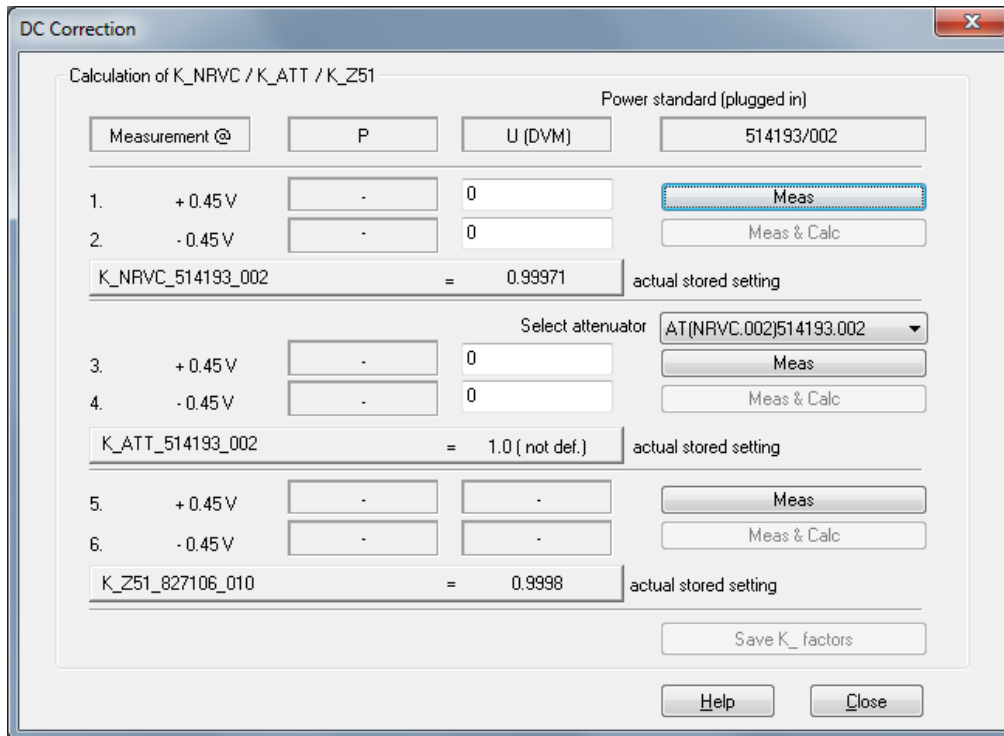 DC Correction
Calculation of K_NRVC / K_ATT / K_Z51
Power standard (plugged in)
Measurement @ P U (DVM) 514193/002
1. + 0.45 V - 0 Meas
2. - 0.45 V - 0 Meas & Calc
K_NRVC_514193_002 = 0.99971 actual stored setting
Select attenuator AT(NRVC.002)514193.002
3. + 0.45 V - 0 Meas
4. - 0.45 V - 0 Meas & Calc
K_ATT_514193_002 = 1.0 ( not def.) actual stored setting
5. + 0.45 V - - Meas
6. - 0.45 V - - Meas & Calc
K_Z51_827106_010 = 0.9998 actual stored setting
Save K_ factors
Help Close